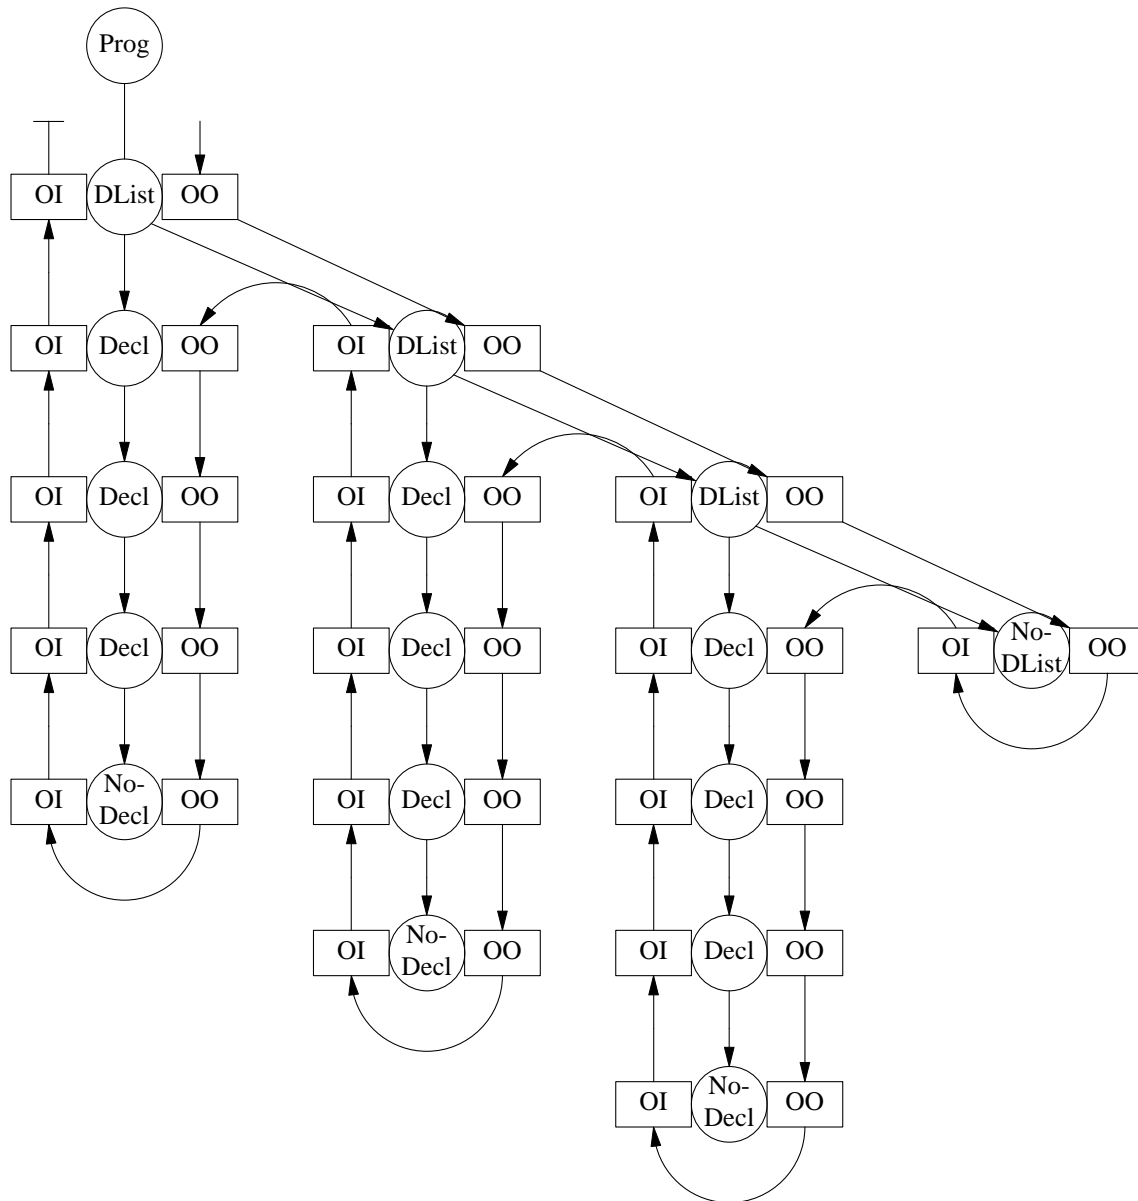 Prog
OI DList OO
OI Decl OO OI DList OO
OI Decl OO OI Decl OO OI DList OO
OI Decl OO OI Decl OO OI Decl OO OI No-
DList OO
OI No-
Decl OO OI Decl OO OI Decl OO
OI No-
Decl OO OI Decl OO
OI No-
Decl OO